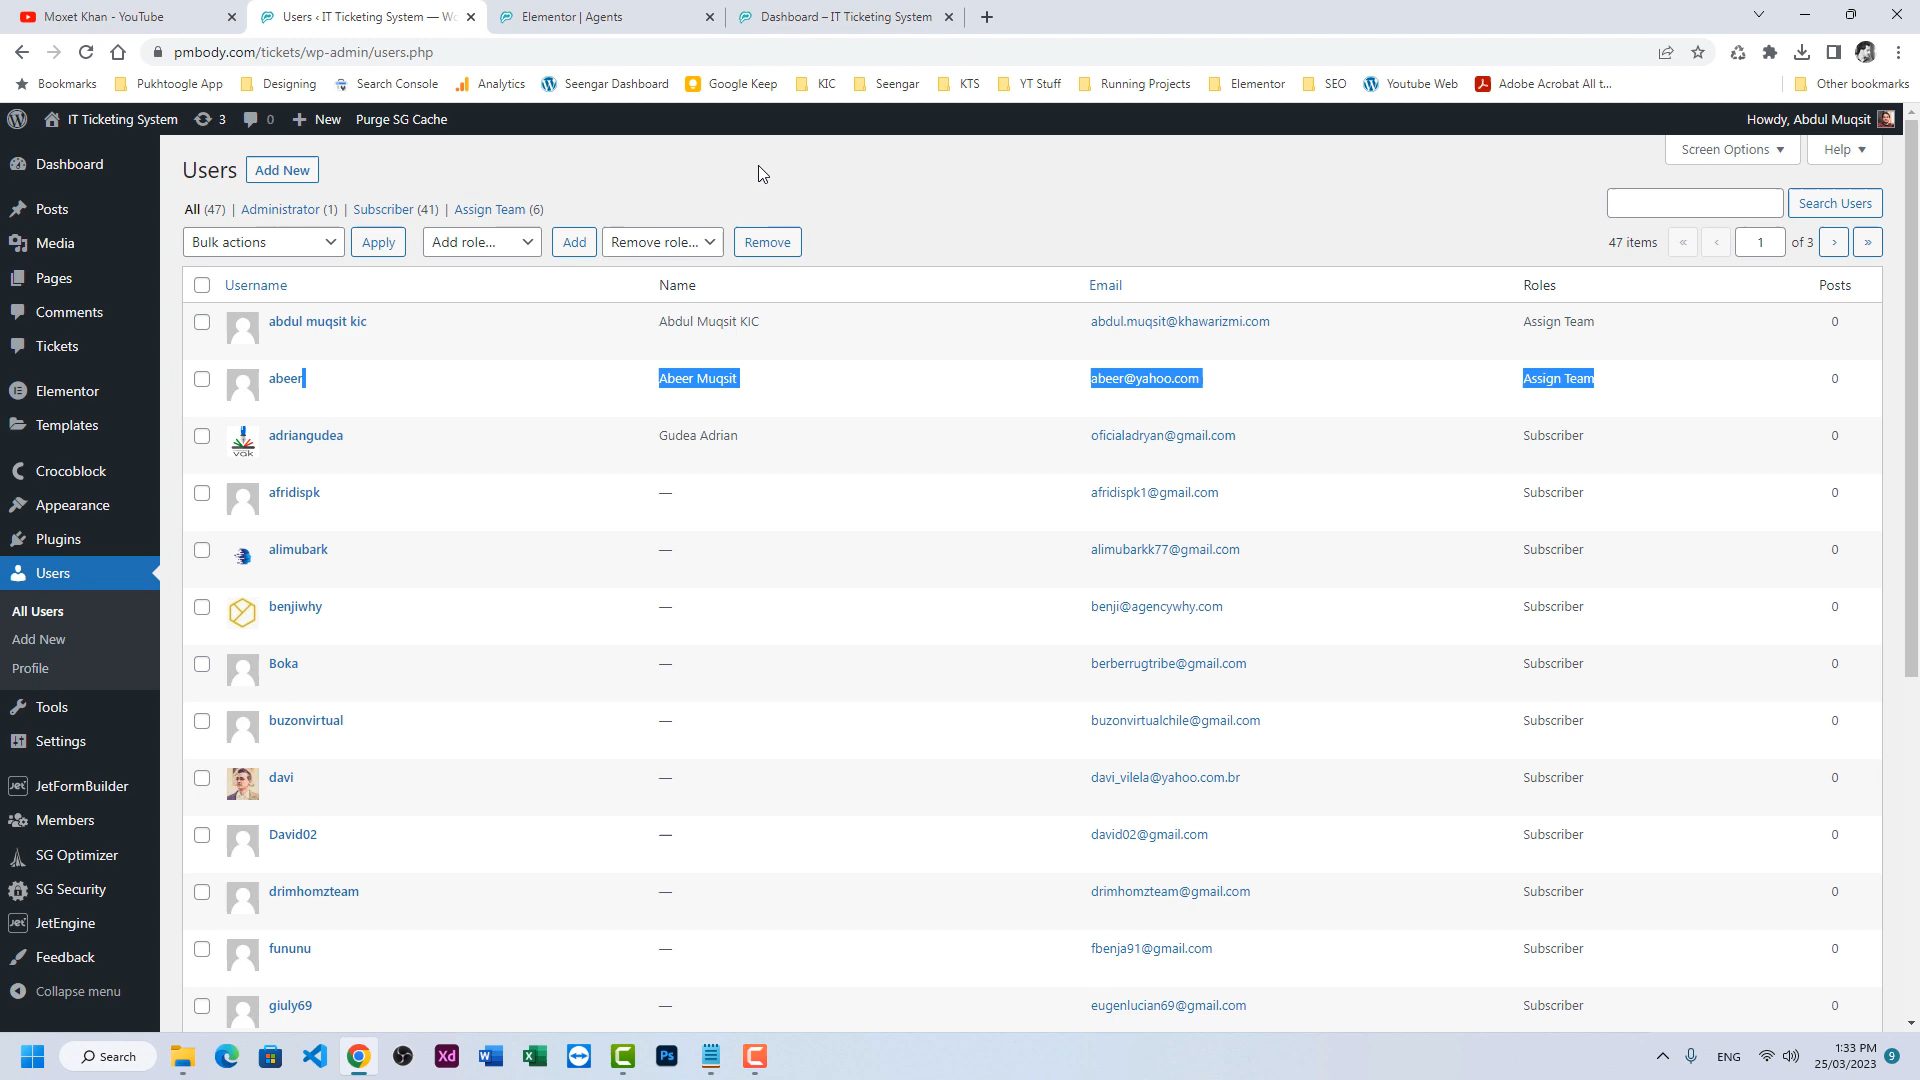 Moxet Khan - YouTube
Users ‹ IT Ticketing System — Wo
Elementor | Agents
Dashboard – IT Ticketing System
pmbody.com/tickets/wp-admin/users.php
Bookmarks Pukhtoogle App Designing Search Console Analytics Seengar Dashboard Google Keep KIC Seengar KTS YT Stuff Running Projects Elementor SEO Youtube Web Adobe Acrobat All t... Other bookmarks
IT Ticketing System 3 0 New Purge SG Cache Howdy, Abdul Muqsit
Dashboard
Posts
Media
Pages
Comments
Tickets
Elementor
Templates
Crocoblock
Appearance
Plugins
Users
All Users
Add New
Profile
Tools
Settings
JetFormBuilder
Members
SG Optimizer
SG Security
JetEngine
Feedback
Collapse menu
Screen Options Help
Users Add New
All (47) | Administrator (1) | Subscriber (41) | Assign Team (6)
Search Users
Bulk actions Apply Add role... Add Remove role... Remove 47 items « ‹ 1 of 3 › »
Username Name Email Roles Posts
abdul muqsit kic Abdul Muqsit KIC abdul.muqsit@khawarizmi.com Assign Team 0
abeer Abeer Muqsit abeer@yahoo.com Assign Team 0
adriangudea Gudea Adrian oficialadryan@gmail.com Subscriber 0
afridispk — afridispk1@gmail.com Subscriber 0
alimubark — alimubarkk77@gmail.com Subscriber 0
benjiwhy — benji@agencywhy.com Subscriber 0
Boka — berberrugtribe@gmail.com Subscriber 0
buzonvirtual — buzonvirtualchile@gmail.com Subscriber 0
davi — davi_vilela@yahoo.com.br Subscriber 0
David02 — david02@gmail.com Subscriber 0
drimhomzteam — drimhomzteam@gmail.com Subscriber 0
fununu — fbenja91@gmail.com Subscriber 0
giuly69 — eugenlucian69@gmail.com Subscriber 0
Search
ENG
1:33 PM
25/03/2023
9